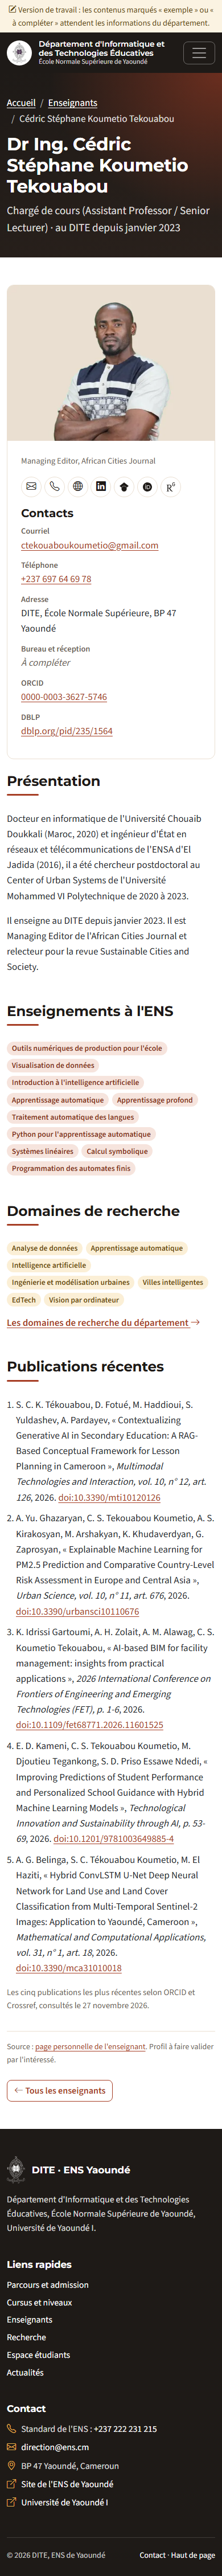 Version de travail : les contenus marqués « exemple » ou «
à compléter » attendent les informations du département.
Département d'Informatique et
des Technologies Éducatives
École Normale Supérieure de Yaoundé
Accueil / Enseignants
/ Cédric Stéphane Koumetio Tekouabou
Dr Ing. Cédric
Stéphane Koumetio
Tekouabou
Chargé de cours (Assistant Professor / Senior
Lecturer) · au DITE depuis janvier 2023
Managing Editor, African Cities Journal
Contacts
Courriel
ctekouaboukoumetio@gmail.com
Téléphone
+237 697 64 69 78
Adresse
DITE, École Normale Supérieure, BP 47
Yaoundé
Bureau et réception
À compléter
ORCID
0000-0003-3627-5746
DBLP
dblp.org/pid/235/1564
Présentation
Docteur en informatique de l'Université Chouaib
Doukkali (Maroc, 2020) et ingénieur d'État en
réseaux et télécommunications de l'ENSA d'El
Jadida (2016), il a été chercheur postdoctoral au
Center of Urban Systems de l'Université
Mohammed VI Polytechnique de 2020 à 2023.
Il enseigne au DITE depuis janvier 2023. Il est
Managing Editor de l'African Cities Journal et
relecteur pour la revue Sustainable Cities and
Society.
Enseignements à l'ENS
Outils numériques de production pour l'école
Visualisation de données
Introduction à l'intelligence artificielle
Apprentissage automatique
Apprentissage profond
Traitement automatique des langues
Python pour l'apprentissage automatique
Systèmes linéaires
Calcul symbolique
Programmation des automates finis
Domaines de recherche
Analyse de données
Apprentissage automatique
Intelligence artificielle
Ingénierie et modélisation urbaines
Villes intelligentes
EdTech
Vision par ordinateur
Les domaines de recherche du département →
Publications récentes
1. S. C. K. Tékouabou, D. Fotué, M. Haddioui, S.
Yuldashev, A. Pardayev, « Contextualizing
Generative AI in Secondary Education: A RAG-
Based Conceptual Framework for Lesson
Planning in Cameroon », Multimodal
Technologies and Interaction, vol. 10, n° 12, art.
126, 2026. doi:10.3390/mti10120126
2. A. Yu. Ghazaryan, C. S. Tekouabou Koumetio, A. S.
Kirakosyan, M. Arshakyan, K. Khudaverdyan, G.
Zaprosyan, « Explainable Machine Learning for
PM2.5 Prediction and Comparative Country-Level
Risk Assessment in Europe and Central Asia »,
Urban Science, vol. 10, n° 11, art. 676, 2026.
doi:10.3390/urbansci10110676
3. K. Idrissi Gartoumi, A. H. Zolait, A. M. Alawag, C. S.
Koumetio Tekouabou, « AI-based BIM for facility
management: insights from practical
applications », 2026 International Conference on
Frontiers of Engineering and Emerging
Technologies (FET), p. 1-6, 2026.
doi:10.1109/fet68771.2026.11601525
4. E. D. Kameni, C. S. Tekouabou Koumetio, M.
Djoutieu Tegankong, S. D. Priso Essawe Ndedi, «
Improving Predictions of Student Performance
and Personalized School Guidance with Hybrid
Machine Learning Models », Technological
Innovation and Sustainability through AI, p. 53-
69, 2026. doi:10.1201/9781003649885-4
5. A. G. Belinga, S. C. Tékouabou Koumetio, M. El
Haziti, « Hybrid ConvLSTM U-Net Deep Neural
Network for Land Use and Land Cover
Classification from Multi-Temporal Sentinel-2
Images: Application to Yaoundé, Cameroon »,
Mathematical and Computational Applications,
vol. 31, n° 1, art. 18, 2026.
doi:10.3390/mca31010018
Les cinq publications les plus récentes selon ORCID et
Crossref, consultés le 27 novembre 2026.
Source : page personnelle de l'enseignant. Profil à faire valider
par l'intéressé.
← Tous les enseignants
DITE · ENS Yaoundé
Département d'Informatique et des Technologies
Éducatives, École Normale Supérieure de Yaoundé,
Université de Yaoundé I.
Liens rapides
Parcours et admission
Cursus et niveaux
Enseignants
Recherche
Espace étudiants
Actualités
Contact
Standard de l'ENS : +237 222 231 215
direction@ens.cm
BP 47 Yaoundé, Cameroun
Site de l'ENS de Yaoundé
Université de Yaoundé I
© 2026 DITE, ENS de Yaoundé
Contact · Haut de page